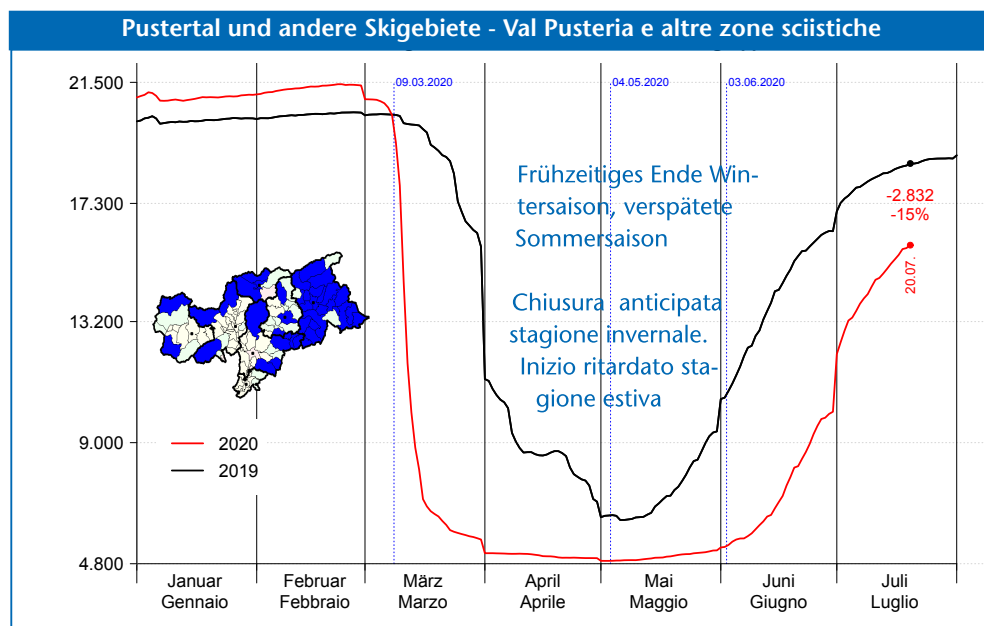 Pustertal und andere Skigebiete - Val Pusteria e altre zone sciistiche
21.500
17.300
13.200
9.000
4.800
09.03.2020
04.05.2020
03.06.2020
Frühzeitiges Ende Win-
tersaison, verspätete
Sommersaison
Chiusura anticipata
stagione invernale.
Inizio ritardato sta-
gione estiva
-2.832
-15%
20.07.
2020
2019
Januar
Gennaio
Februar
Febbraio
März
Marzo
April
Aprile
Mai
Maggio
Juni
Giugno
Juli
Luglio